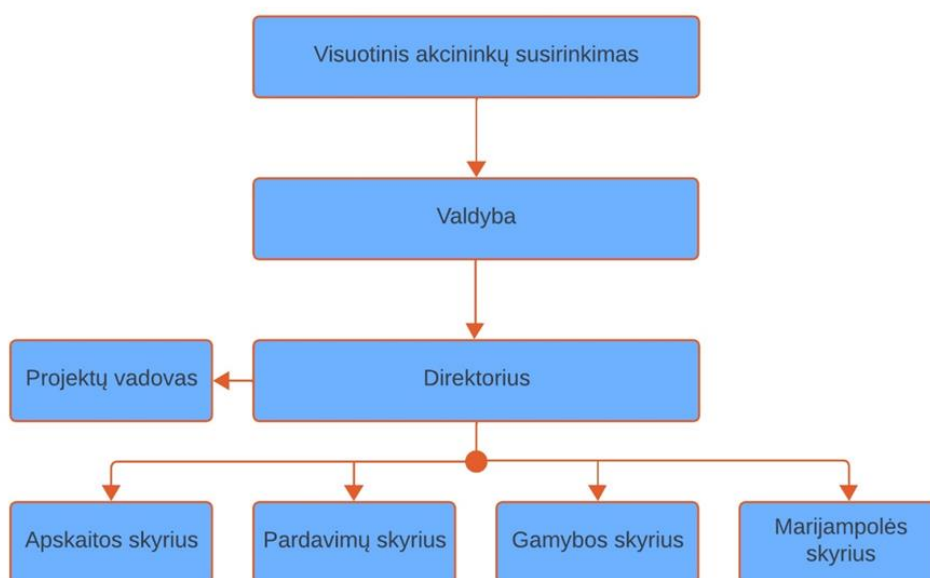 Visuotinis akcininkų susirinkimas
Valdyba
Projektų vadovas
Direktorius
Apskaitos skyrius
Pardavimų skyrius
Gamybos skyrius
Marijampolės
skyrius